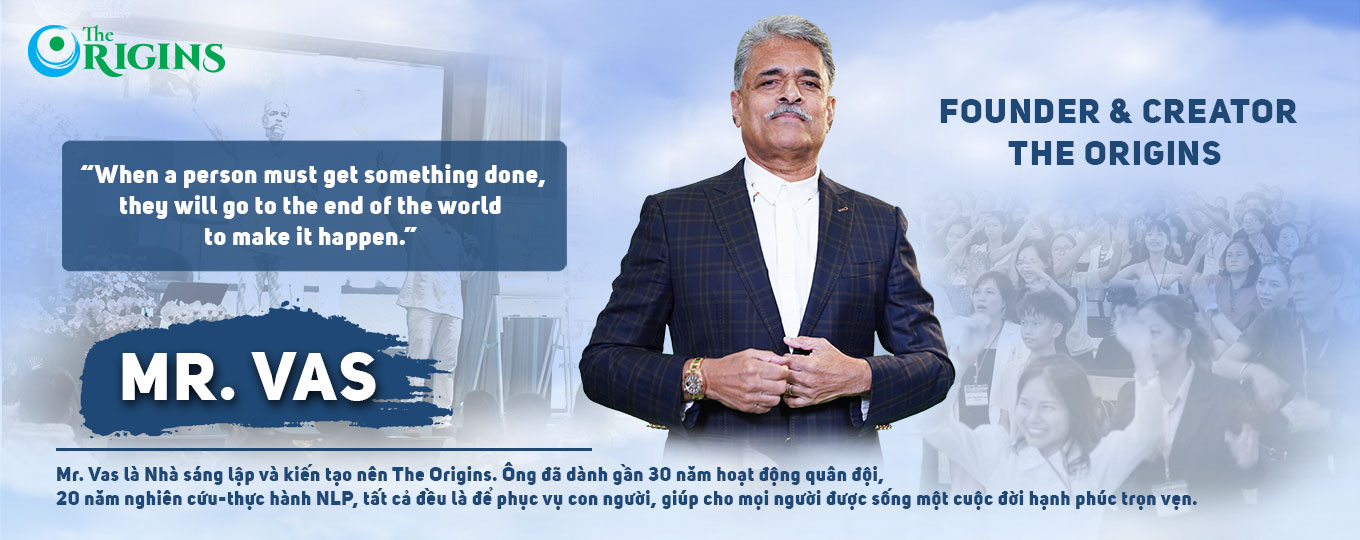 The
ORIGINS
FOUNDER & CREATOR
THE ORIGINS
“When a person must get something done,
they will go to the end of the world
to make it happen.”
MR. VAS
Mr. Vas là Nhà sáng lập và kiến tạo nên The Origins. Ông đã dành gần 30 năm hoạt động quân đội,
20 năm nghiên cứu-thực hành NLP, tất cả đều là để phục vụ con người, giúp cho mọi người được sống một cuộc đời hạnh phúc trọn vẹn.